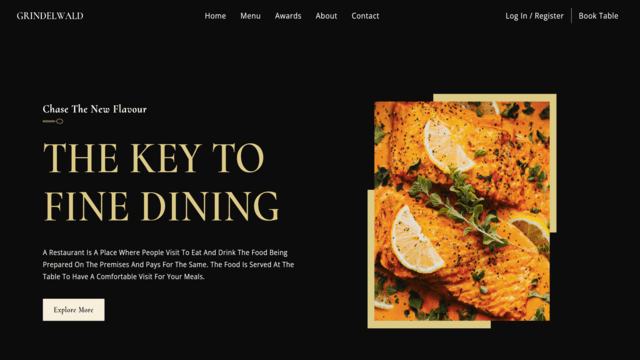 GRINDELWALD
Home Menu Awards About Contact
Log In / Register Book Table
Chase The New Flavour
THE KEY TO
FINE DINING
A Restaurant Is A Place Where People Visit To Eat And Drink The Food Being
Prepared On The Premises And Pays For The Same. The Food Is Served At The
Table To Have A Comfortable Visit For Your Meals.
Explore More